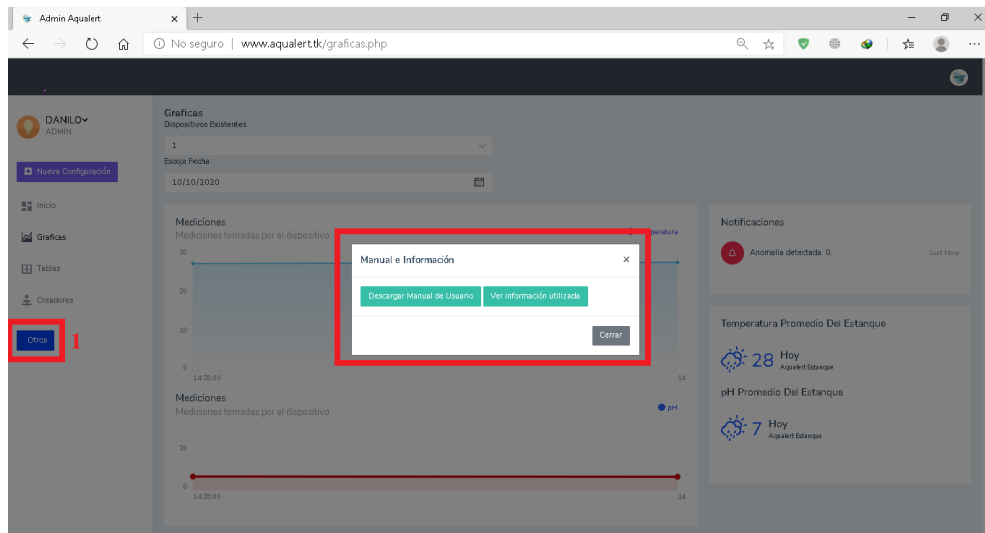 Admin Aqualert
No seguro | www.aqualert.tk/graficas.php
DANILO
ADMIN
Nueva Configuración
Inicio
Graficas
Tablas
Creadores
Otros
1
Graficas
Dispositivos Existentes
1
Escoja Fecha
10/10/2020
Mediciones
Mediciones tomadas por el dispositivo
peratura
10
0
14:25:00
14
Manual e Información ×
Descargar Manual de Usuario Ver información utilizada
Cerrar
Mediciones
Mediciones tomadas por el dispositivo
pH
20
0
14:25:00
14
Notificaciones
Anomalia detectada 0.
Just Now
Temperatura Promedio Del Estanque
28 Hoy
Aqualert Estanque
pH Promedio Del Estanque
7 Hoy
Aqualert Estanque